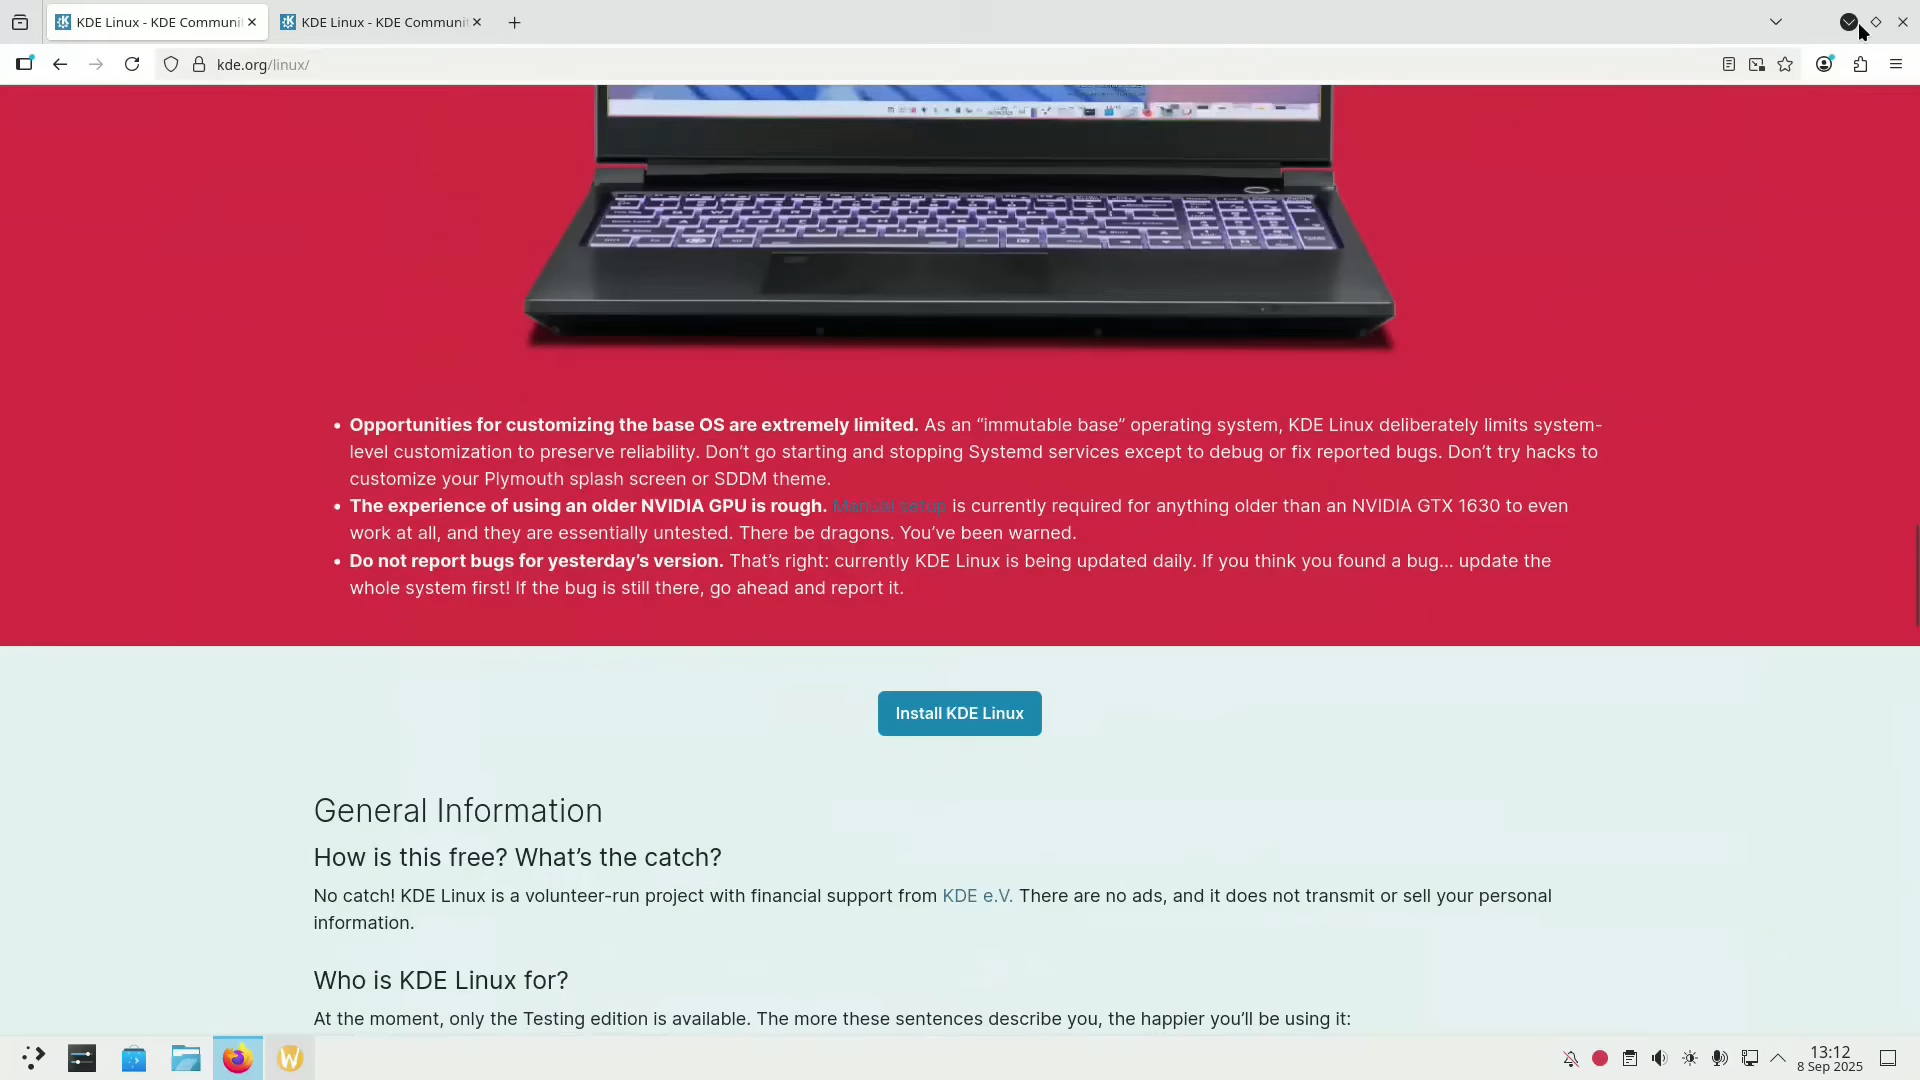 KDE Linux - KDE Communi
KDE Linux - KDE Communi
kde.org/linux/
• Opportunities for customizing the base OS are extremely limited. As an “immutable base” operating system, KDE Linux deliberately limits system-
level customization to preserve reliability. Don’t go starting and stopping Systemd services except to debug or fix reported bugs. Don’t try hacks to
customize your Plymouth splash screen or SDDM theme.
• The experience of using an older NVIDIA GPU is rough. Manual setup is currently required for anything older than an NVIDIA GTX 1630 to even
work at all, and they are essentially untested. There be dragons. You’ve been warned.
• Do not report bugs for yesterday’s version. That’s right: currently KDE Linux is being updated daily. If you think you found a bug... update the
whole system first! If the bug is still there, go ahead and report it.
Install KDE Linux
General Information
How is this free? What’s the catch?
No catch! KDE Linux is a volunteer-run project with financial support from KDE e.V. There are no ads, and it does not transmit or sell your personal
information.
Who is KDE Linux for?
At the moment, only the Testing edition is available. The more these sentences describe you, the happier you’ll be using it:
W
13:12
8 Sep 2025